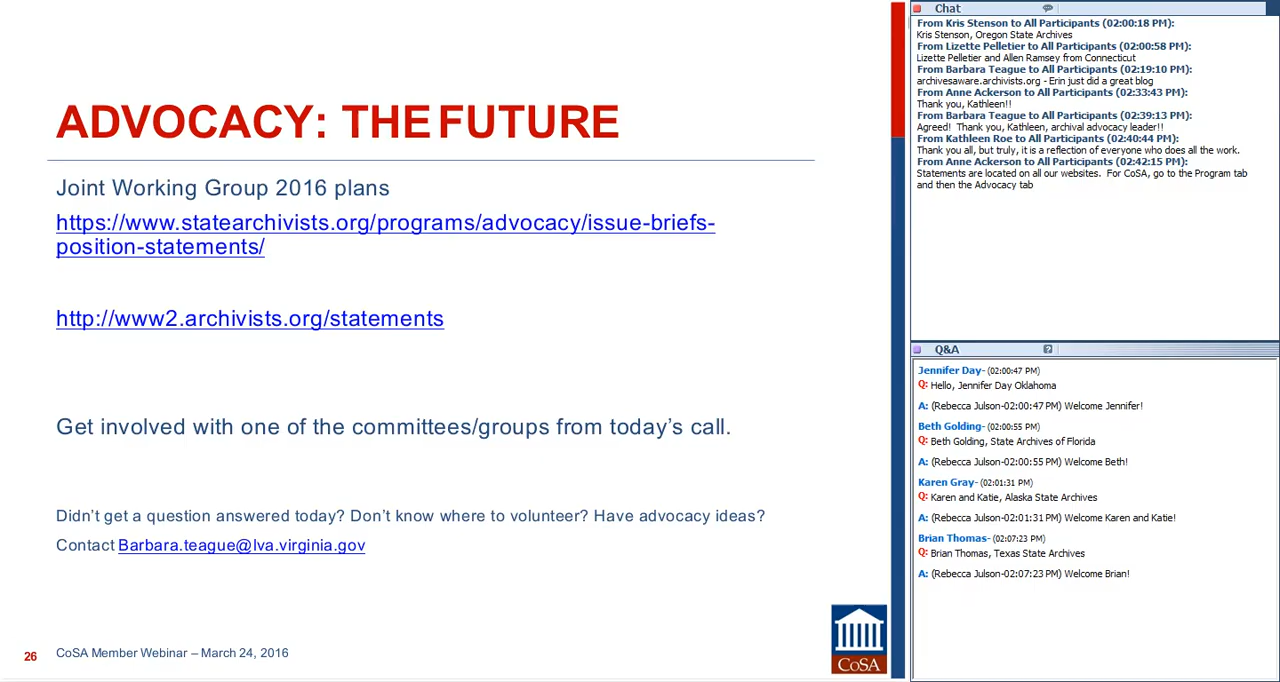 ADVOCACY: THE FUTURE
Joint Working Group 2016 plans
https://www.statearchivists.org/programs/advocacy/issue-briefs-
position-statements/
http://www2.archivists.org/statements
Get involved with one of the committees/groups from today’s call.
Didn’t get a question answered today? Don’t know where to volunteer? Have advocacy ideas?
Contact Barbara.teague@lva.virginia.gov
26 CoSA Member Webinar – March 24, 2016
CoSA
Chat
From Kris Stenson to All Participants (02:00:18 PM):
Kris Stenson, Oregon State Archives
From Lizette Pelletier to All Participants (02:00:58 PM):
Lizette Pelletier and Allen Ramsey from Connecticut
From Barbara Teague to All Participants (02:19:10 PM):
archivesaware.archivists.org - Erin just did a great blog
From Anne Ackerson to All Participants (02:33:43 PM):
Thank you, Kathleen!!
From Barbara Teague to All Participants (02:39:13 PM):
Agreed!  Thank you, Kathleen, archival advocacy leader!!
From Kathleen Roe to All Participants (02:40:44 PM):
Thank you all, but truly, it is a reflection of everyone who does all the work.
From Anne Ackerson to All Participants (02:42:15 PM):
Statements are located on all our websites.  For CoSA, go to the Program tab
and then the Advocacy tab
Q&A
Jennifer Day- (02:00:47 PM)
Q: Hello, Jennifer Day Oklahoma
A: (Rebecca Julson-02:00:47 PM) Welcome Jennifer!
Beth Golding- (02:00:55 PM)
Q: Beth Golding, State Archives of Florida
A: (Rebecca Julson-02:00:55 PM) Welcome Beth!
Karen Gray- (02:01:31 PM)
Q: Karen and Katie, Alaska State Archives
A: (Rebecca Julson-02:01:31 PM) Welcome Karen and Katie!
Brian Thomas- (02:07:23 PM)
Q: Brian Thomas, Texas State Archives
A: (Rebecca Julson-02:07:23 PM) Welcome Brian!